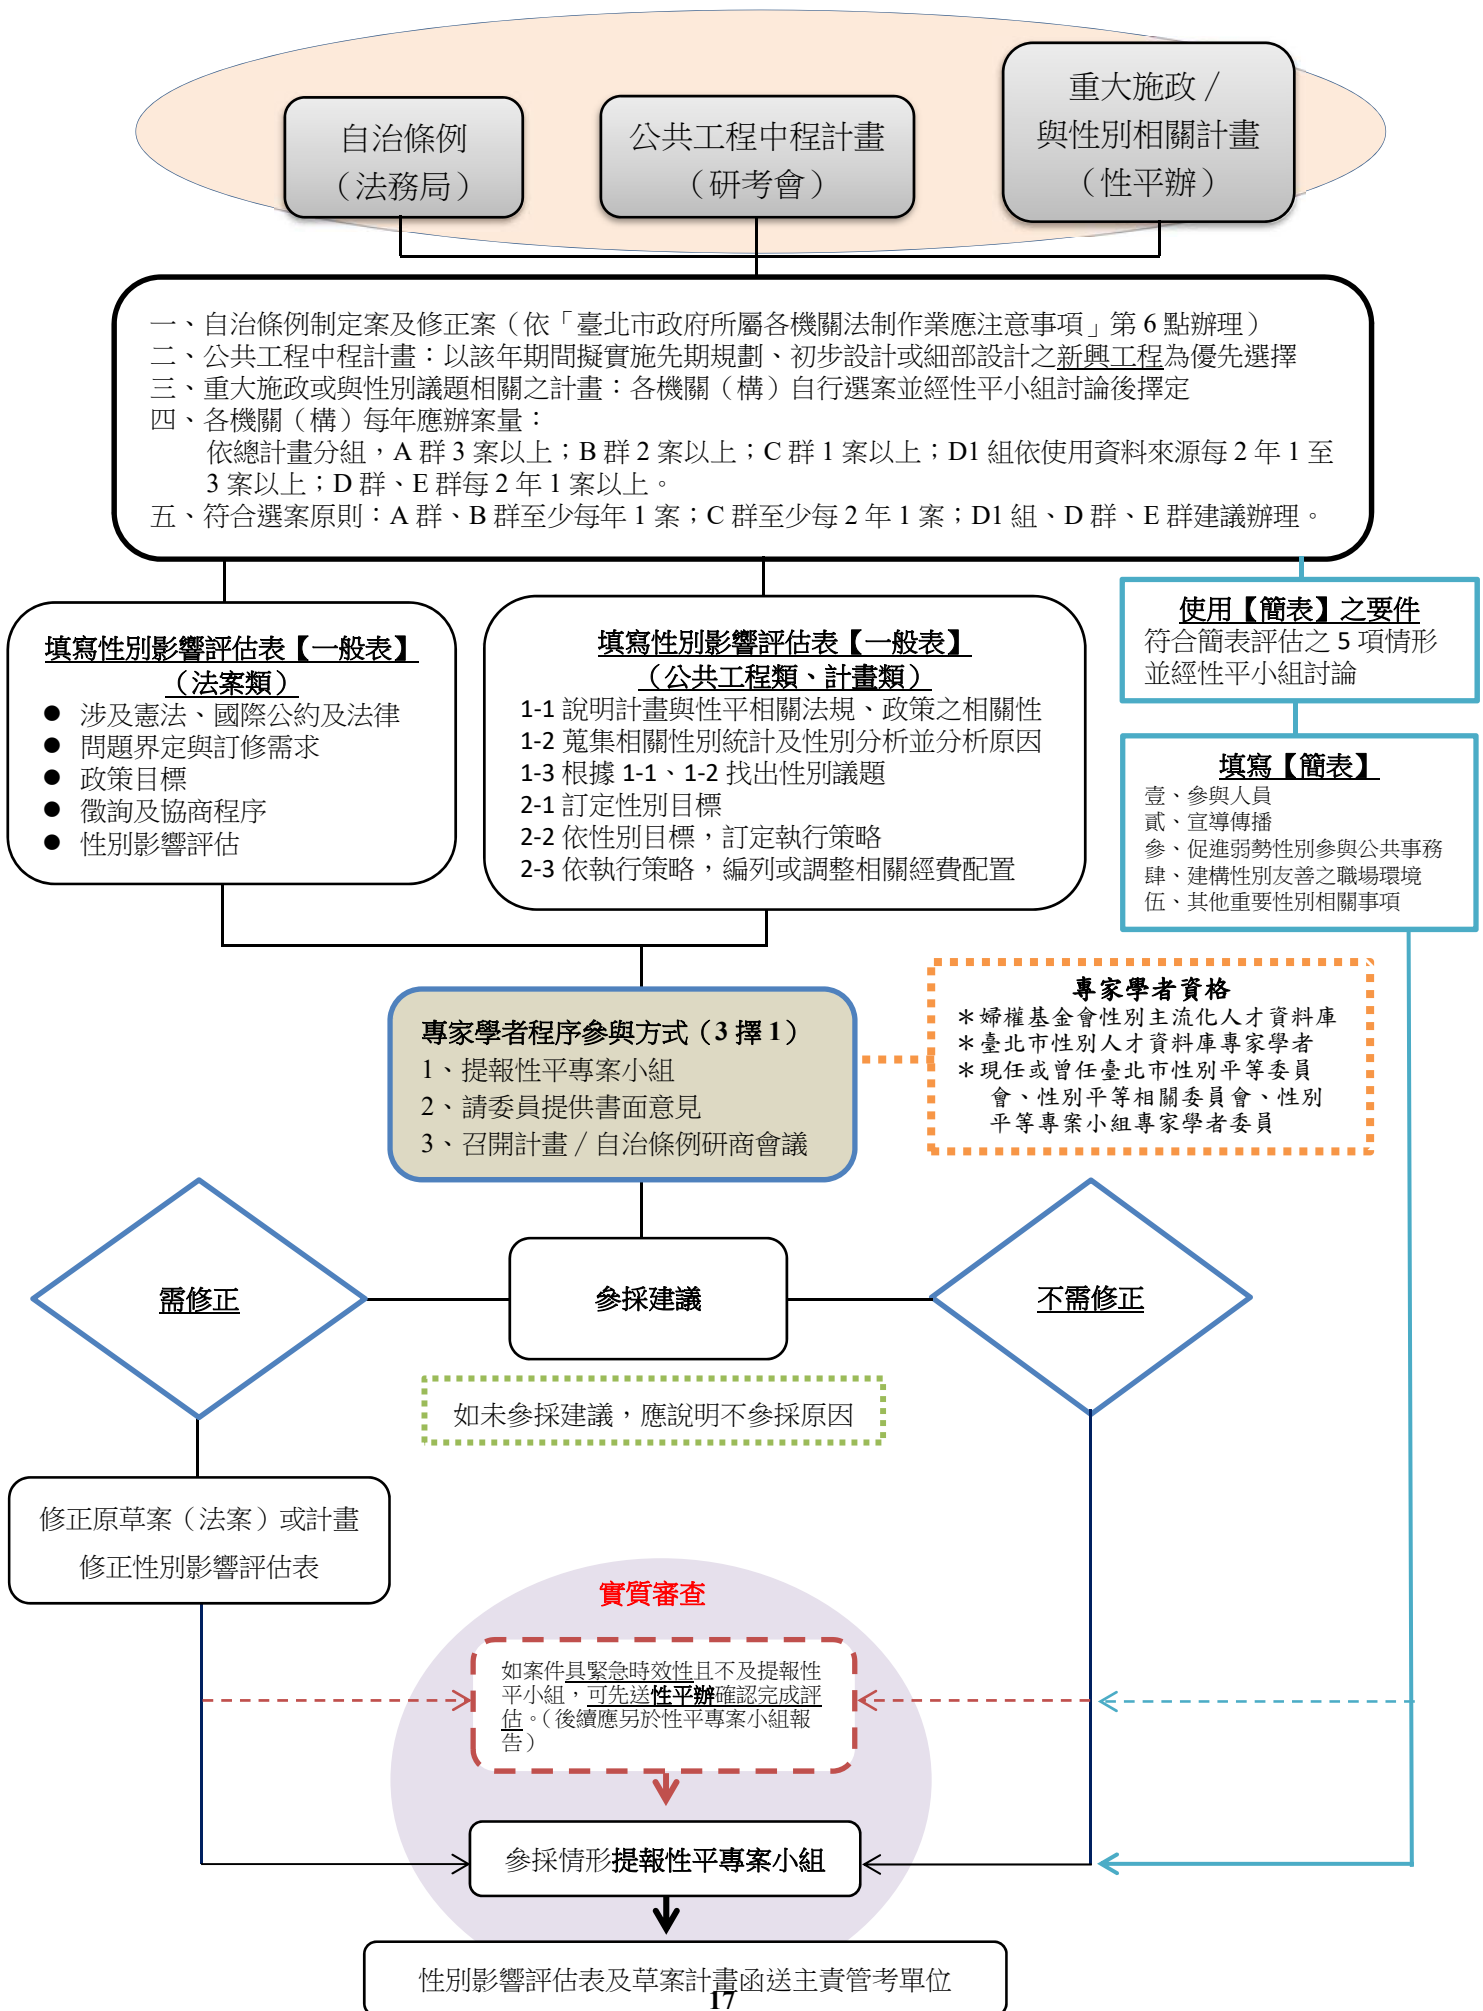 自治條例
（法務局）
公共工程中程計畫
（研考會）
重大施政／
與性別相關計畫
（性平辦）
一、自治條例制定案及修正案（依「臺北市政府所屬各機關法制作業應注意事項」第 6 點辦理）
二、公共工程中程計畫：以該年期間擬實施先期規劃、初步設計或細部設計之新興工程為優先選擇
三、重大施政或與性別議題相關之計畫：各機關（構）自行選案並經性平小組討論後擇定
四、各機關（構）每年應辦案量：
依總計畫分組，A 群 3 案以上；B 群 2 案以上；C 群 1 案以上；D1 組依使用資料來源每 2 年 1 至
3 案以上；D 群、E 群每 2 年 1 案以上。
五、符合選案原則：A 群、B 群至少每年 1 案；C 群至少每 2 年 1 案；D1 組、D 群、E 群建議辦理。
填寫性別影響評估表【一般表】
（法案類）
● 涉及憲法、國際公約及法律
● 問題界定與訂修需求
● 政策目標
● 徵詢及協商程序
● 性別影響評估
填寫性別影響評估表【一般表】
（公共工程類、計畫類）
1-1 說明計畫與性平相關法規、政策之相關性
1-2 蒐集相關性別統計及性別分析並分析原因
1-3 根據 1-1、1-2 找出性別議題
2-1 訂定性別目標
2-2 依性別目標，訂定執行策略
2-3 依執行策略，編列或調整相關經費配置
使用【簡表】之要件
符合簡表評估之 5 項情形
並經性平小組討論
填寫【簡表】
壹、參與人員
貳、宣導傳播
參、促進弱勢性別參與公共事務
肆、建構性別友善之職場環境
伍、其他重要性別相關事項
專家學者程序參與方式（3 擇 1）
1、提報性平專案小組
2、請委員提供書面意見
3、召開計畫／自治條例研商會議
專家學者資格
＊婦權基金會性別主流化人才資料庫
＊臺北市性別人才資料庫專家學者
＊現任或曾任臺北市性別平等委員
會、性別平等相關委員會、性別
平等專案小組專家學者委員
需修正
參採建議
不需修正
如未參採建議，應說明不參採原因
修正原草案（法案）或計畫
修正性別影響評估表
實質審查
如案件具緊急時效性且不及提報性
平小組，可先送性平辦確認完成評
估。（後續應另於性平專案小組報
告）
參採情形提報性平專案小組
性別影響評估表及草案計畫函送主責管考單位
17